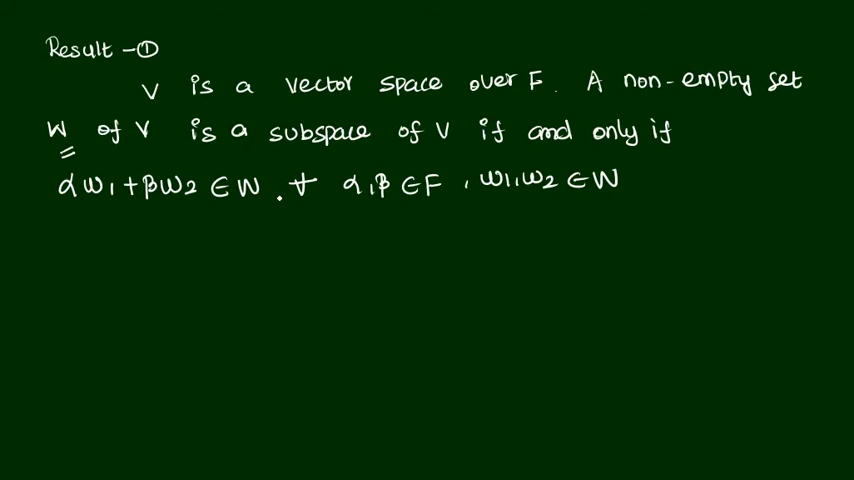 Result -①
V is a vector space over F. A non-empty set
W of V is a subspace of V if and only if
αw1+βw2 ∈ W . ∀ α,β ∈ F , w1,w2 ∈ W